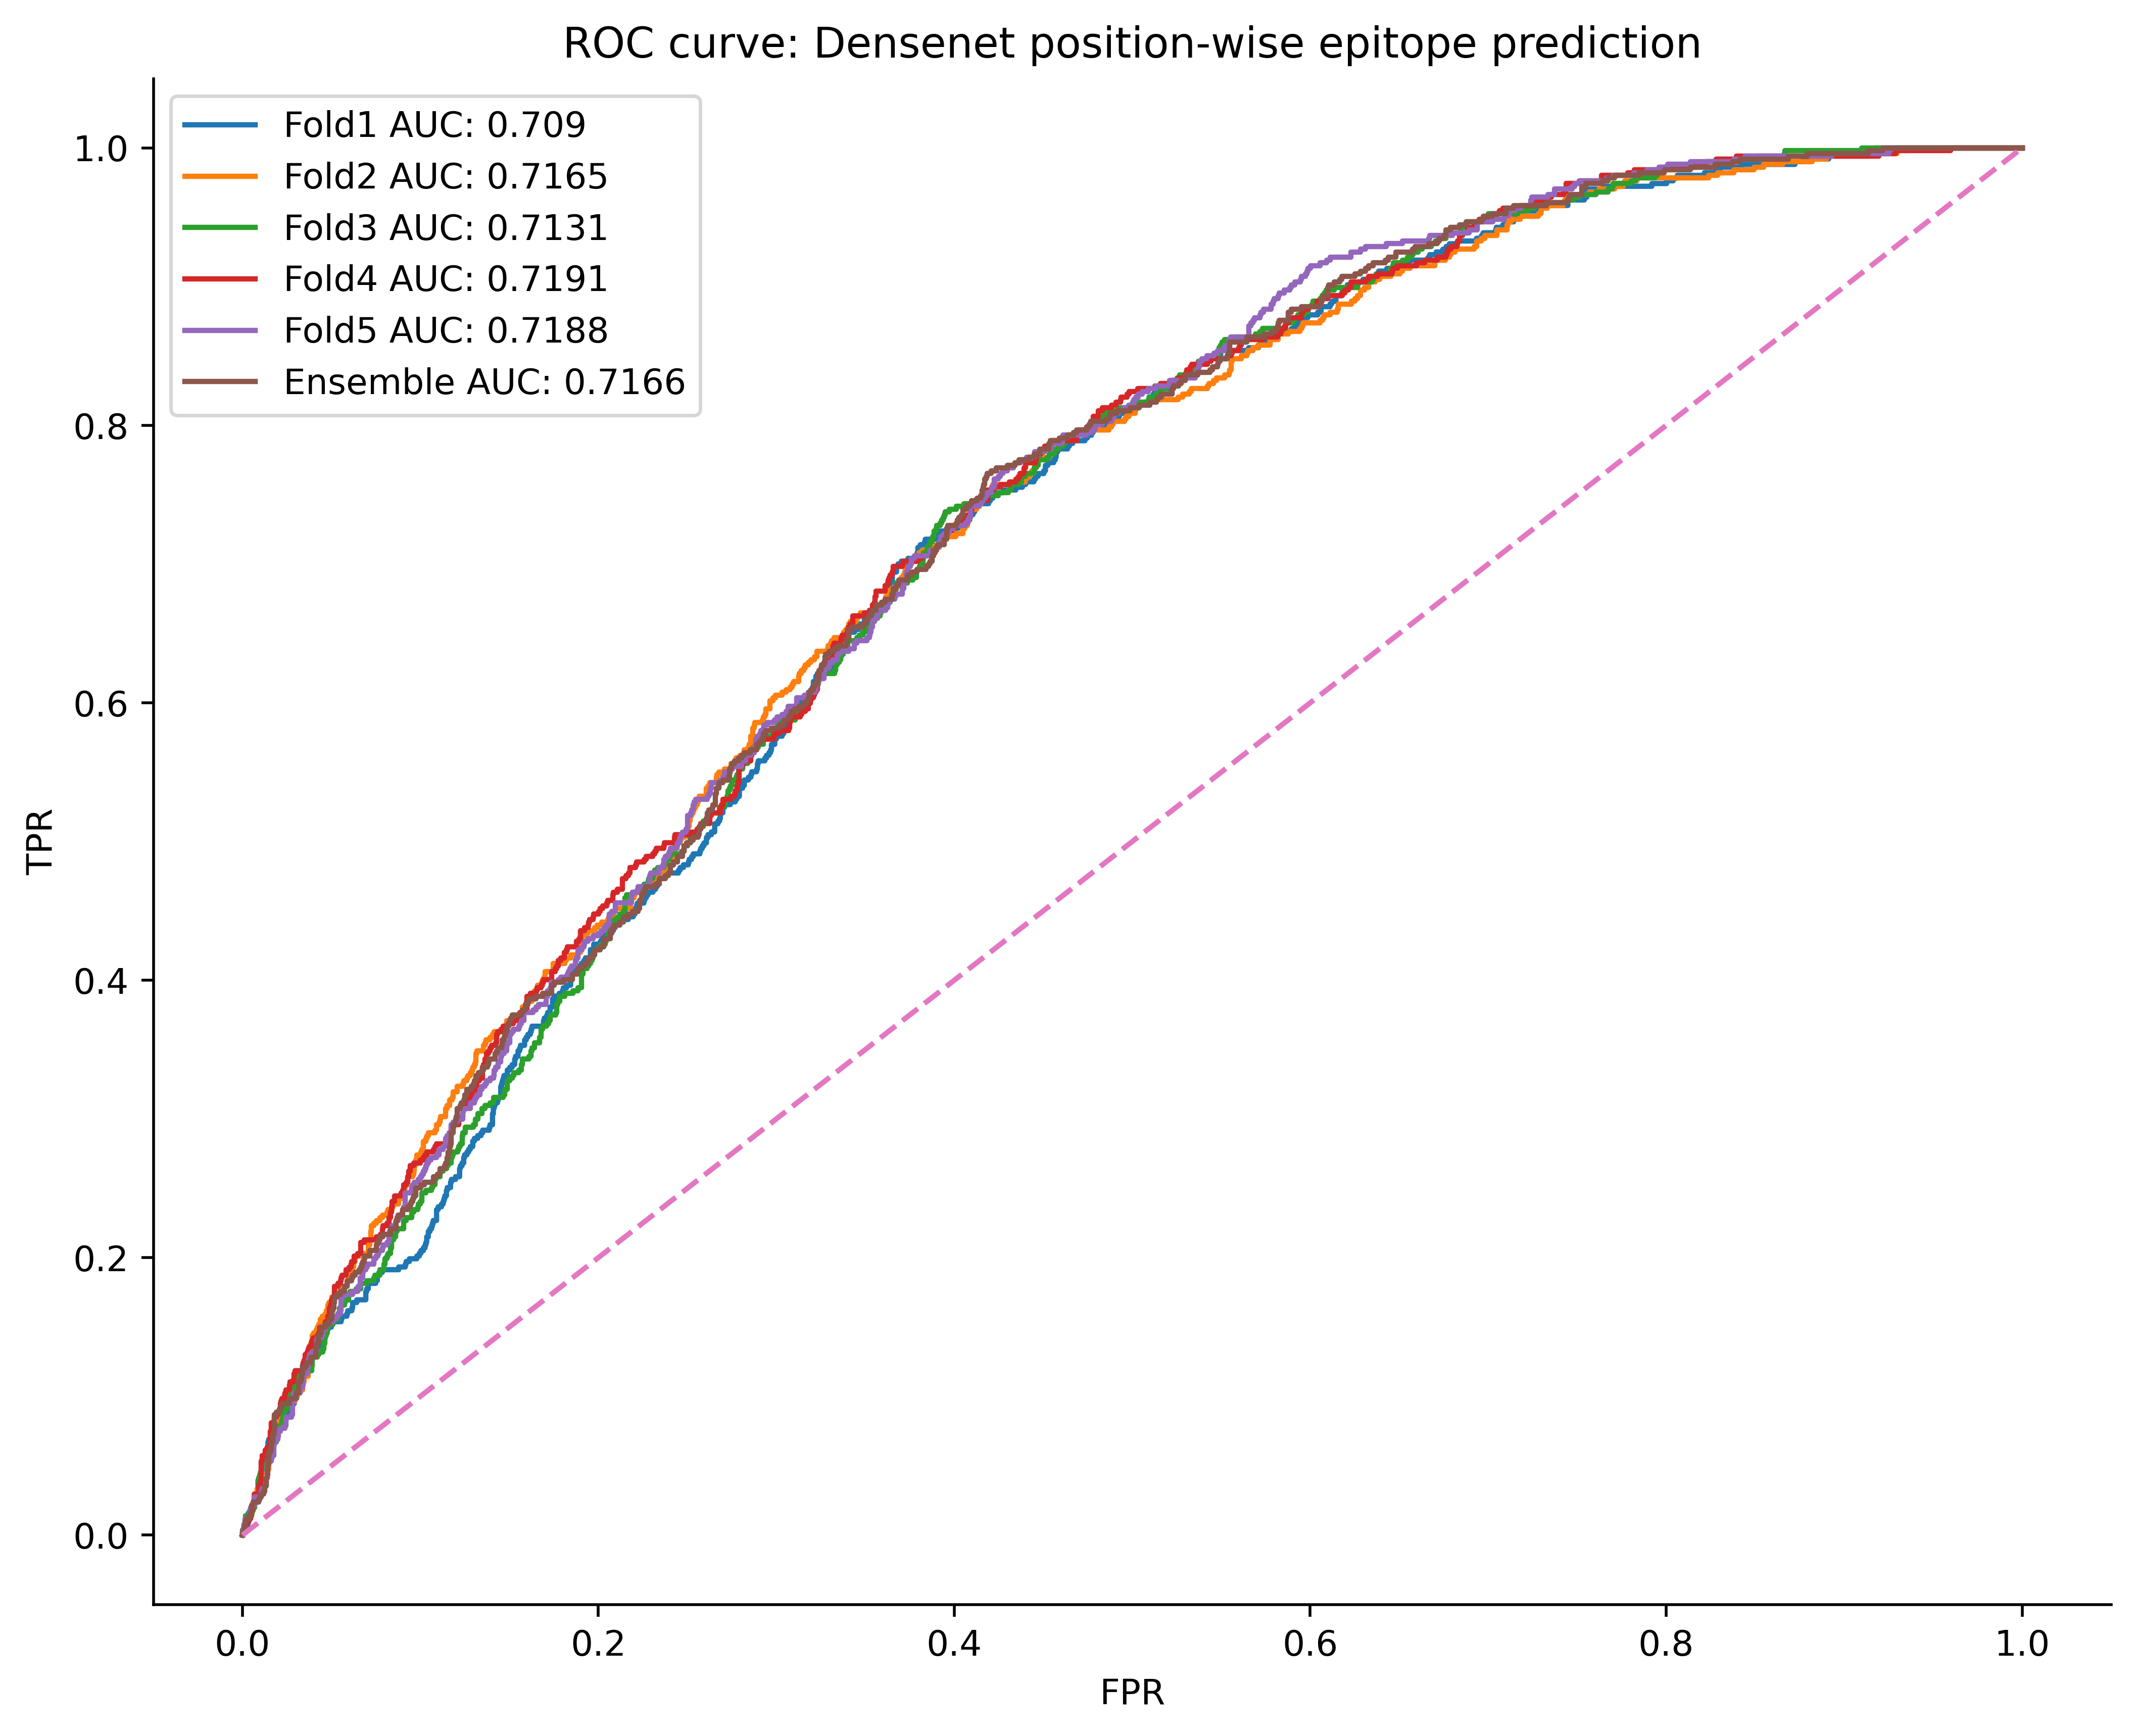 ROC curve: Densenet position-wise epitope prediction
Fold1 AUC: 0.709
Fold2 AUC: 0.7165
Fold3 AUC: 0.7131
Fold4 AUC: 0.7191
Fold5 AUC: 0.7188
Ensemble AUC: 0.7166
1.0
0.8
0.6
0.4
0.2
0.0
TPR
0.0 0.2 0.4 0.6 0.8 1.0
FPR